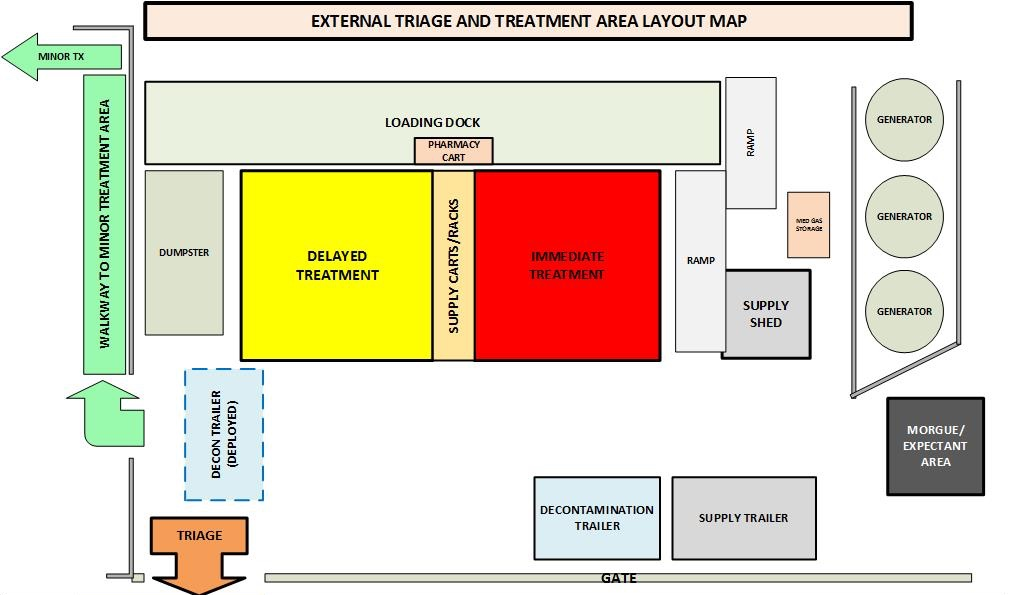 EXTERNAL TRIAGE AND TREATMENT AREA LAYOUT MAP
MINOR TX
WALKWAY TO MINOR TREATMENT AREA
LOADING DOCK
PHARMACY
CART
RAMP
GENERATOR
DUMPSTER
DELAYED
TREATMENT
SUPPLY CARTS/RACKS
IMMEDIATE
TREATMENT
RAMP
MED GAS
STORAGE
GENERATOR
SUPPLY
SHED
GENERATOR
DECON TRAILER
(DEPLOYED)
MORGUE/
EXPECTANT
AREA
DECONTAMINATION
TRAILER
SUPPLY TRAILER
TRIAGE
GATE